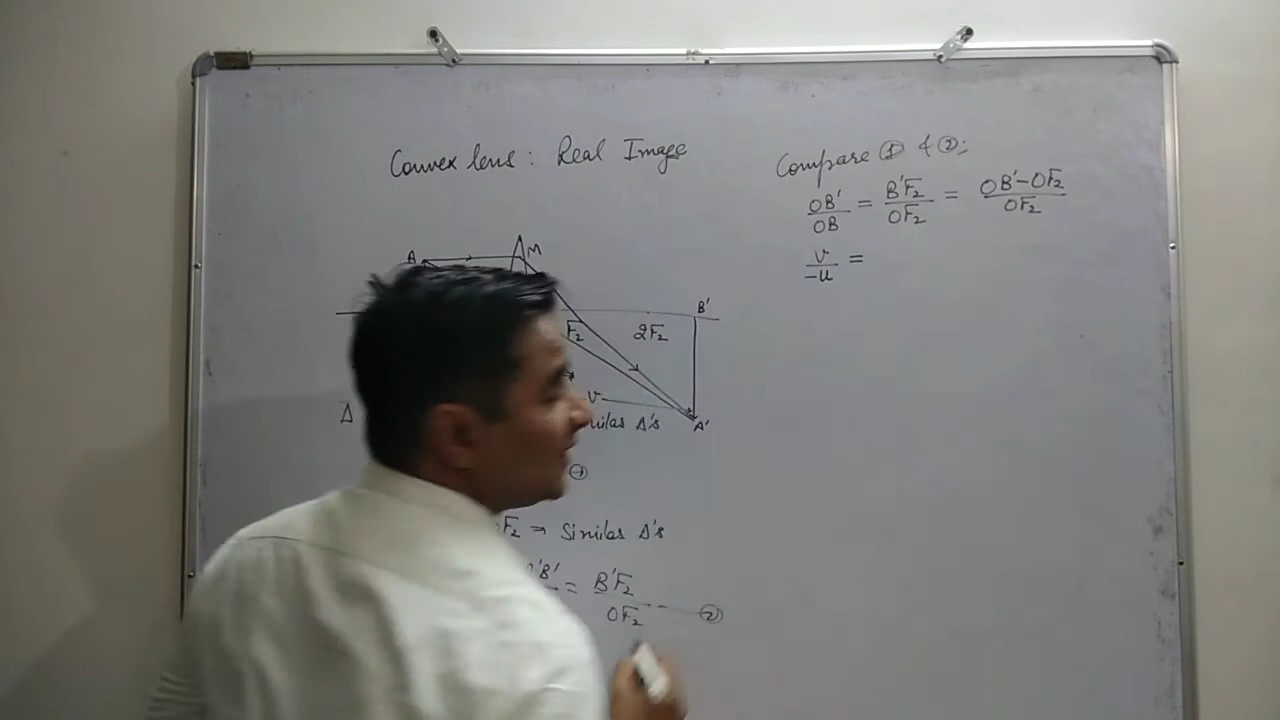 Convex lens : Real Image
A M
B'
F₂ 2F₂
v
Δ Δ's
A'
①
F₂ ⇒ Similar Δ's
'B' = B'F₂ / OF₂ --- ②
Compare ① & ②;
OB' / OB = B'F₂ / OF₂ = OB'-OF₂ / OF₂
v / -u =